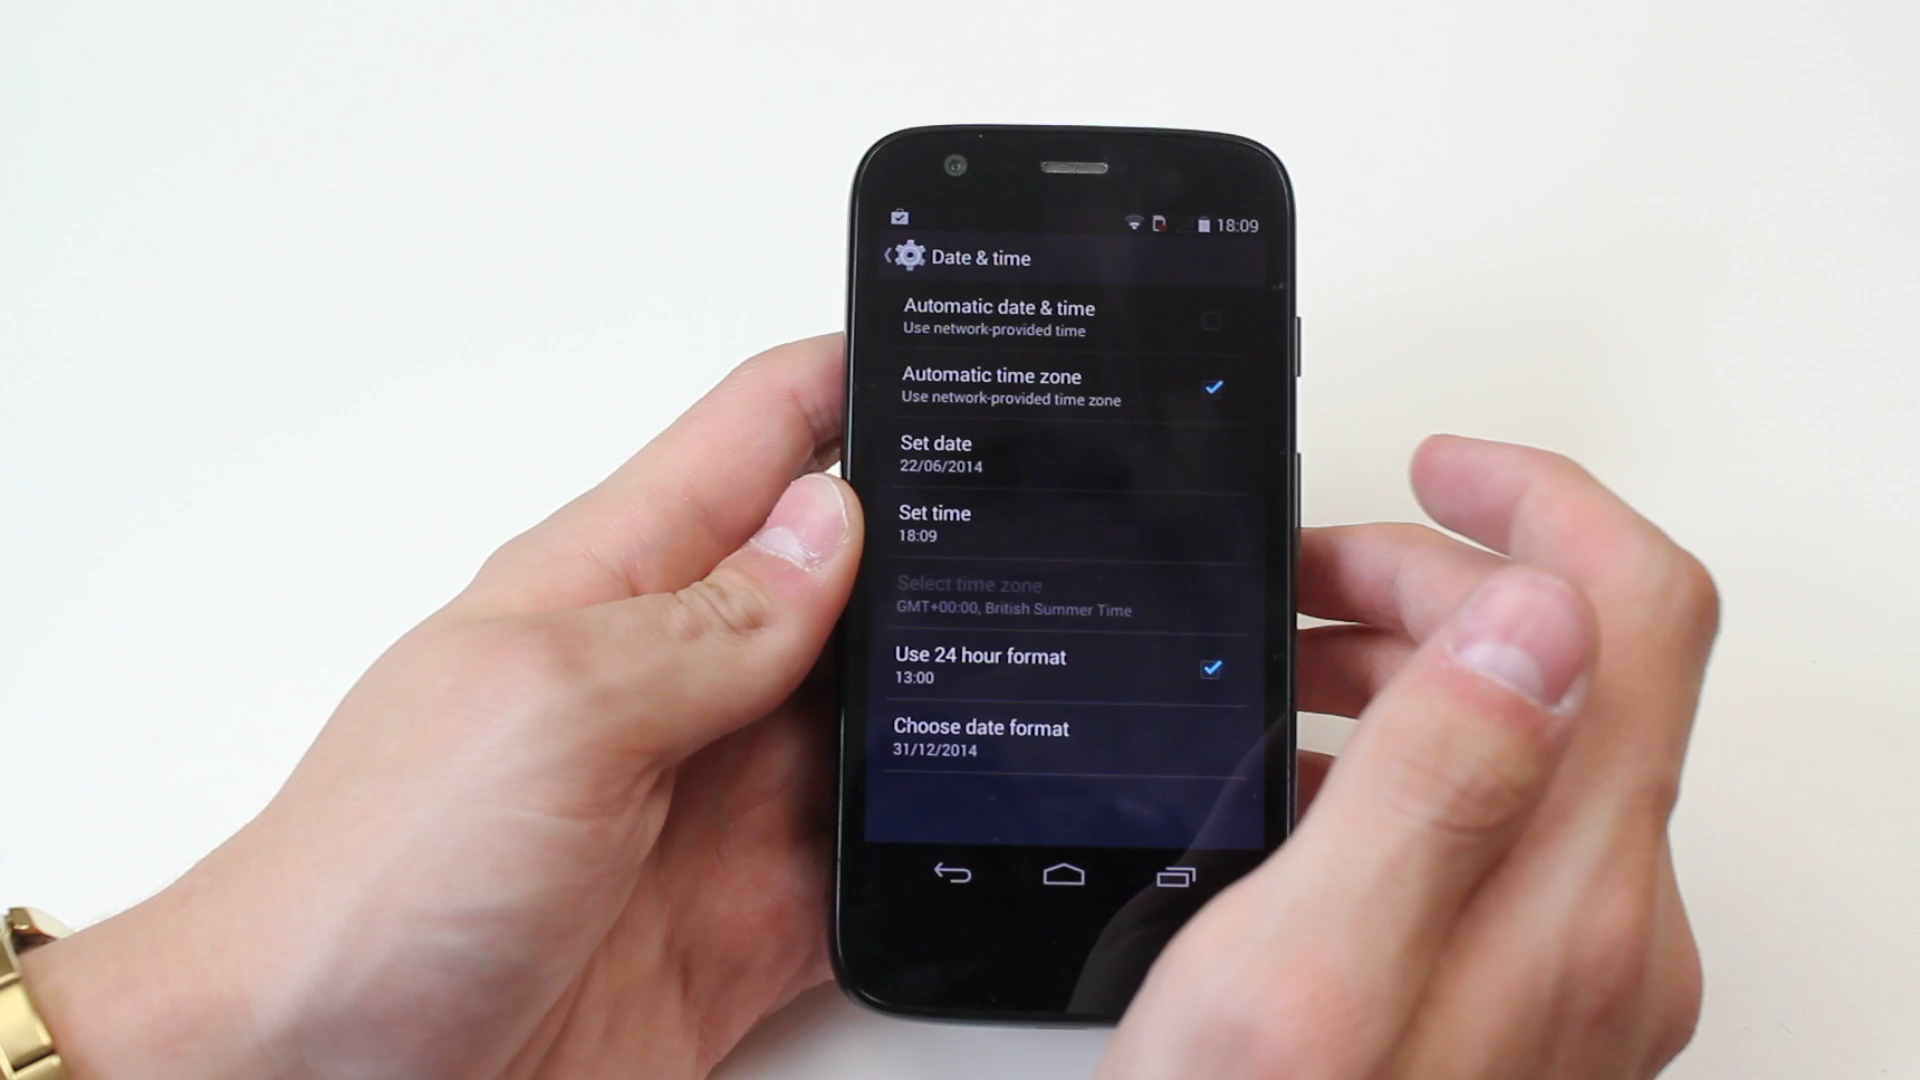 18:09
Date & time
Automatic date & time
Use network-provided time
Automatic time zone
Use network-provided time zone
Set date
22/06/2014
Set time
18:09
Select time zone
GMT+00:00, British Summer Time
Use 24 hour format
13:00
Choose date format
31/12/2014